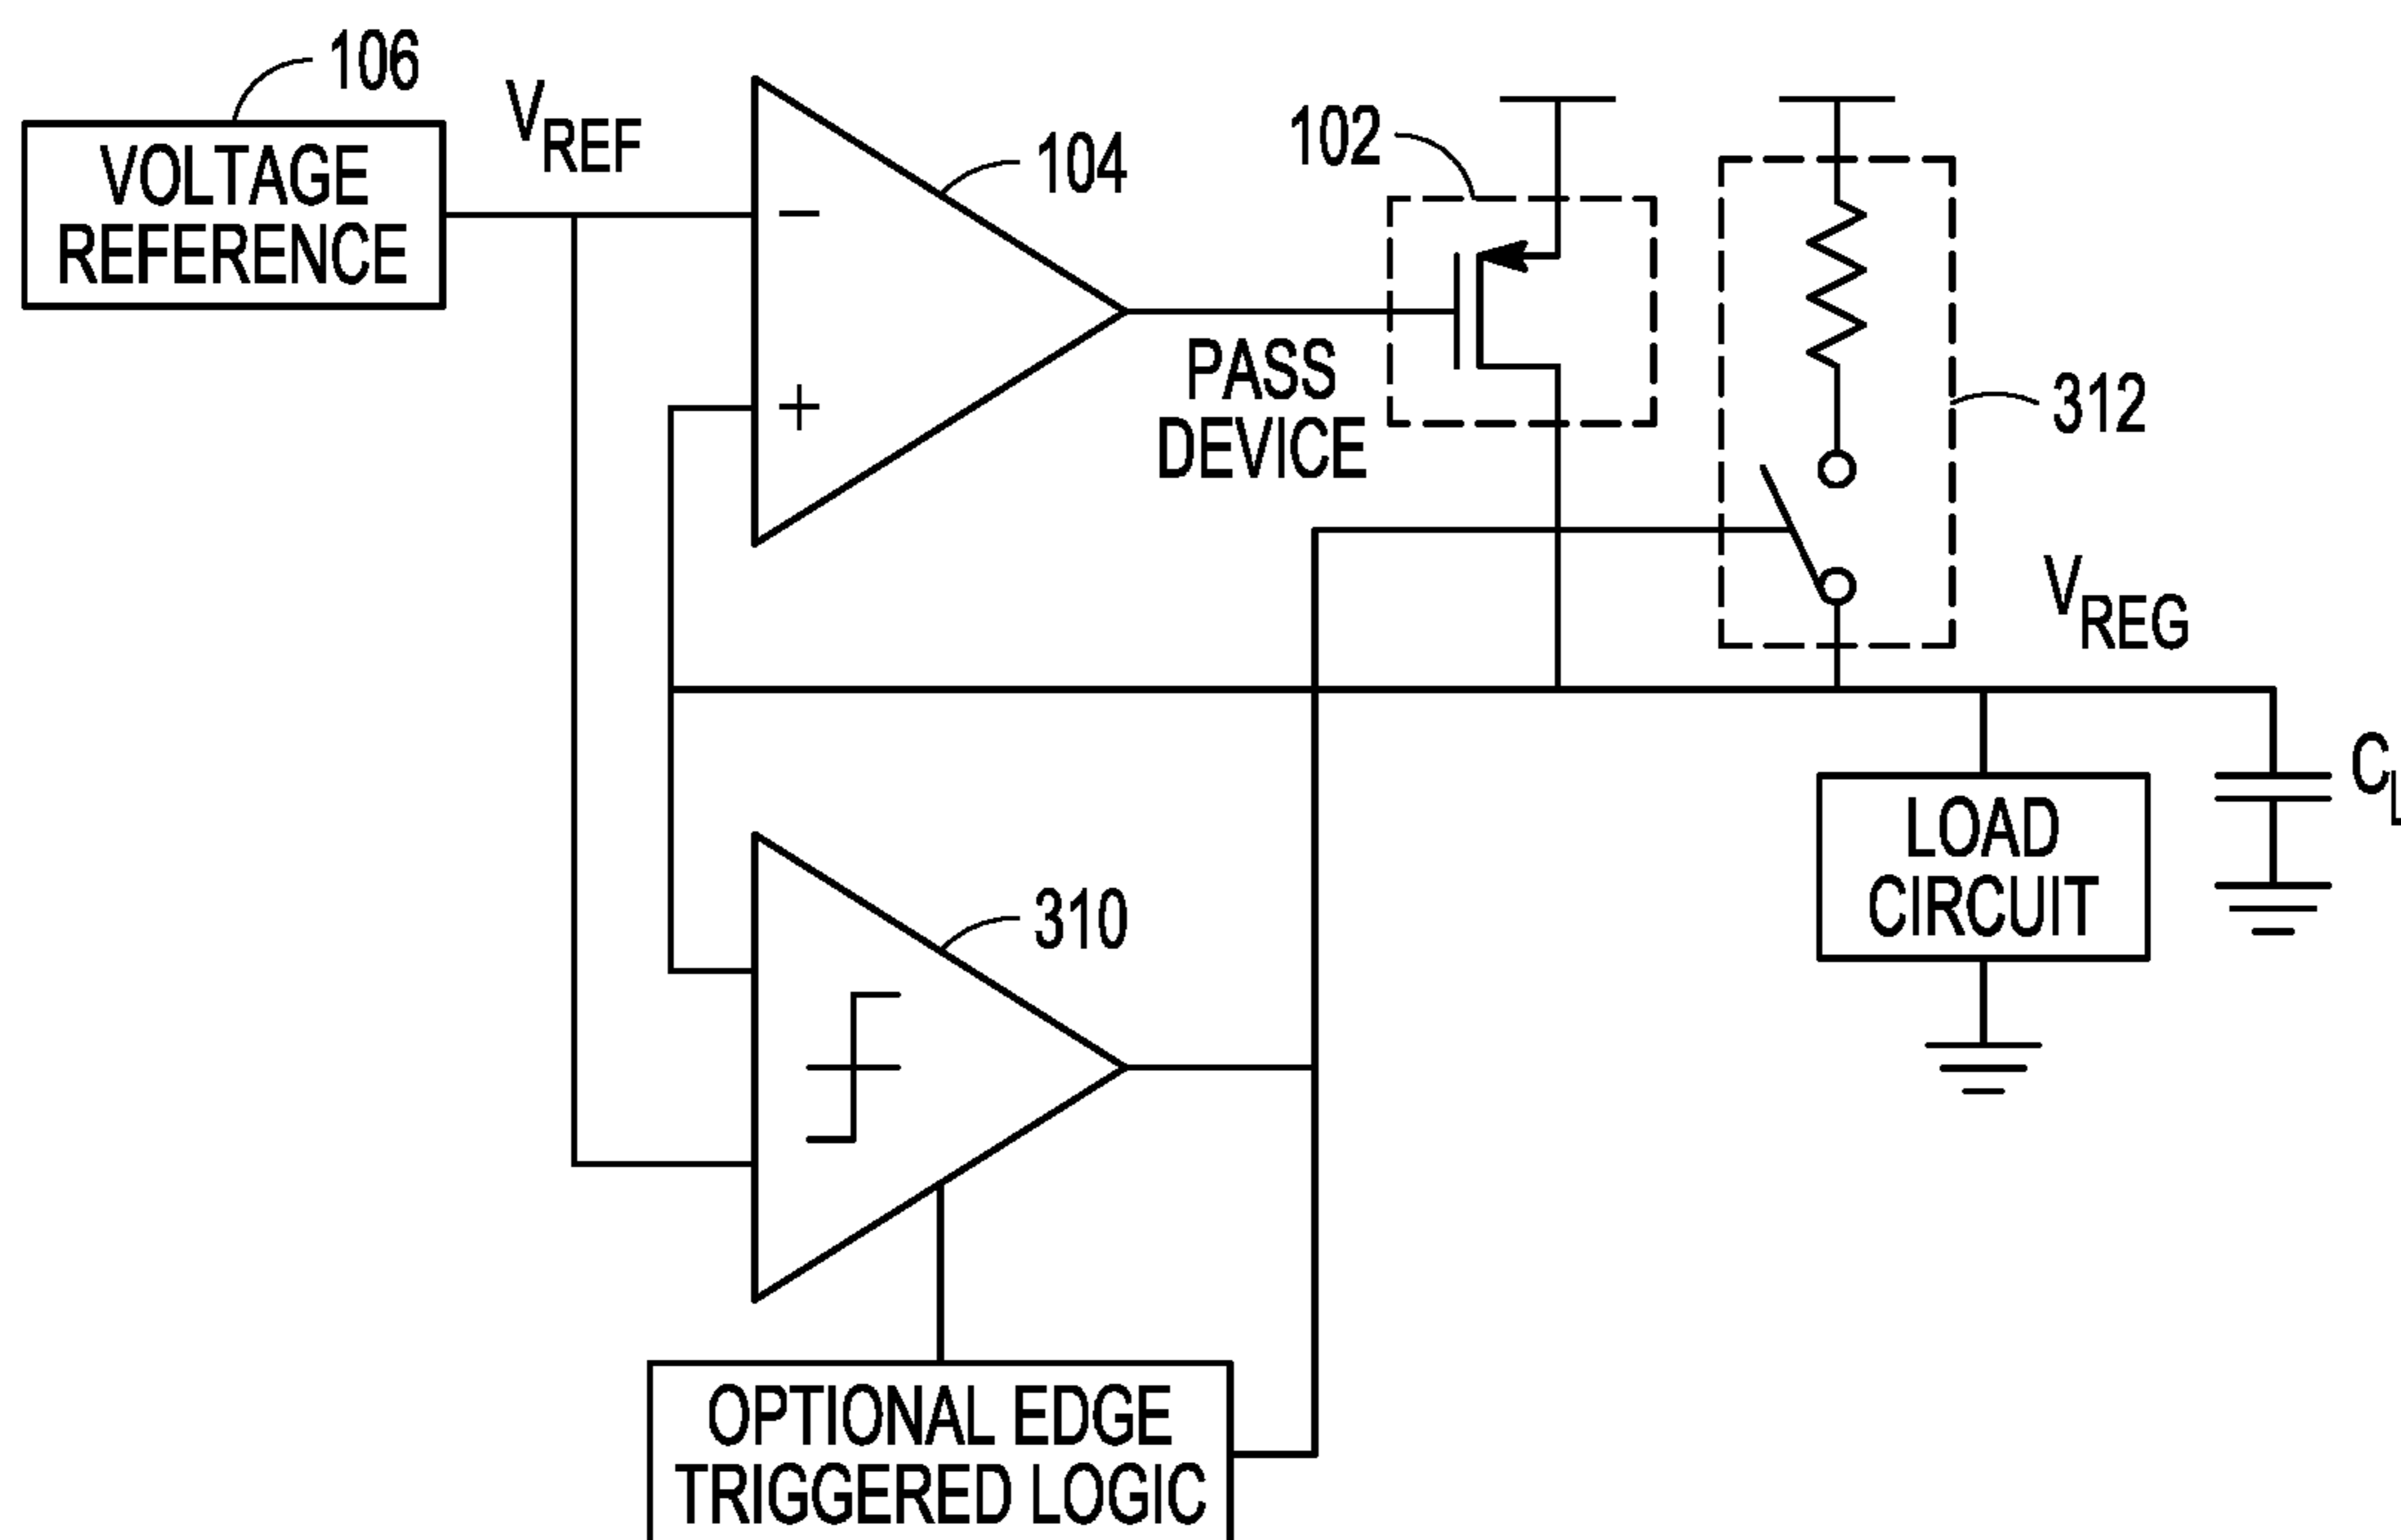 106
VOLTAGE
REFERENCE
VREF
−
+
104
102
PASS
DEVICE
312
VREG
LOAD
CIRCUIT
CL
310
OPTIONAL EDGE
TRIGGERED LOGIC